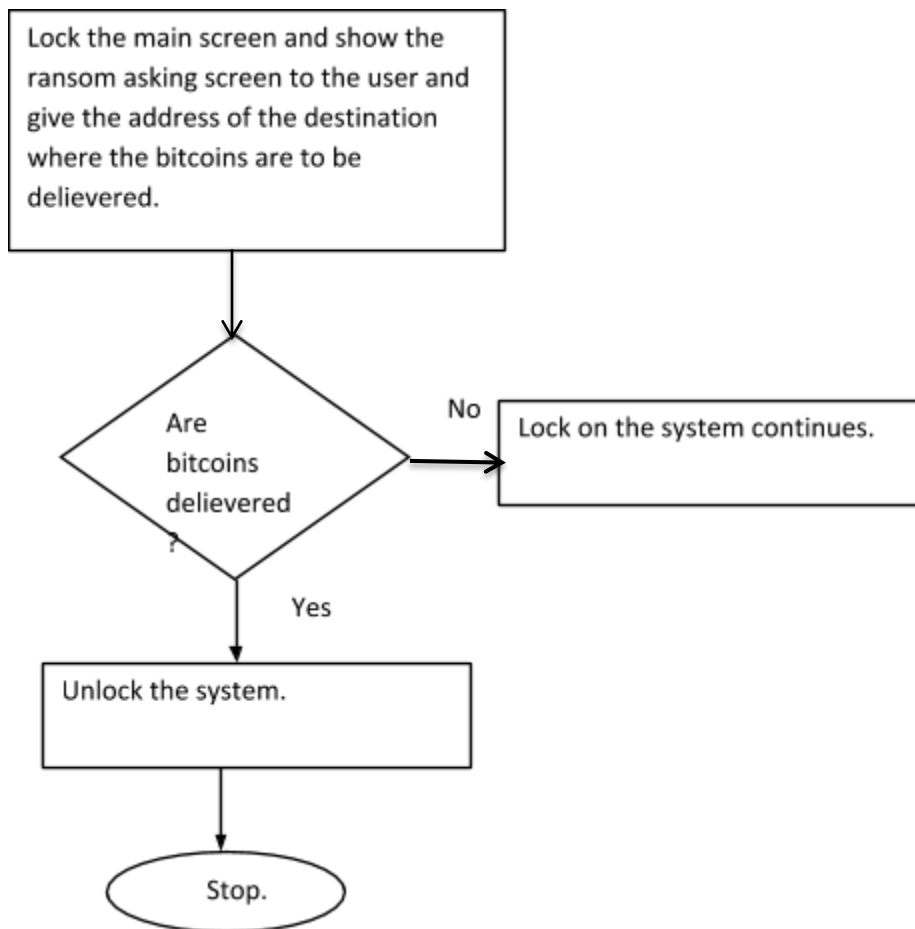 Lock the main screen and show the
ransom asking screen to the user and
give the address of the destination
where the bitcoins are to be
delievered.
Are
bitcoins
delievered
?
No
Lock on the system continues.
Yes
Unlock the system.
Stop.